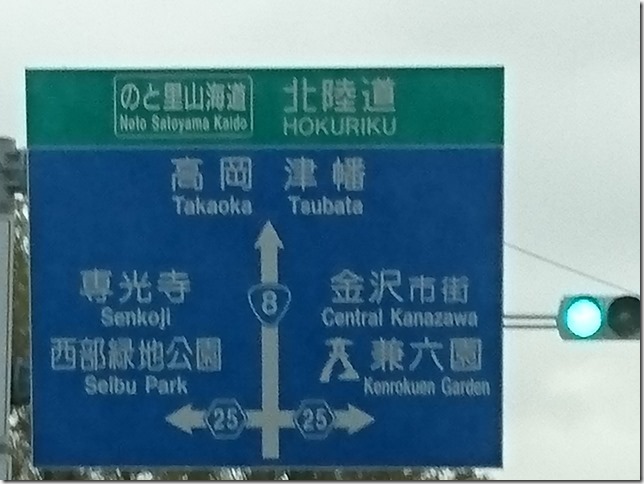 のと里山海道 北陸道
Noto Satoyama Kaido HOKURIKU
高岡 津幡
Takaoka Tsubata
8
専光寺
Senkoji
金沢市街
Central Kanazawa
西部緑地公園
Seibu Park
兼六園
Kenrokuen Garden
25 25